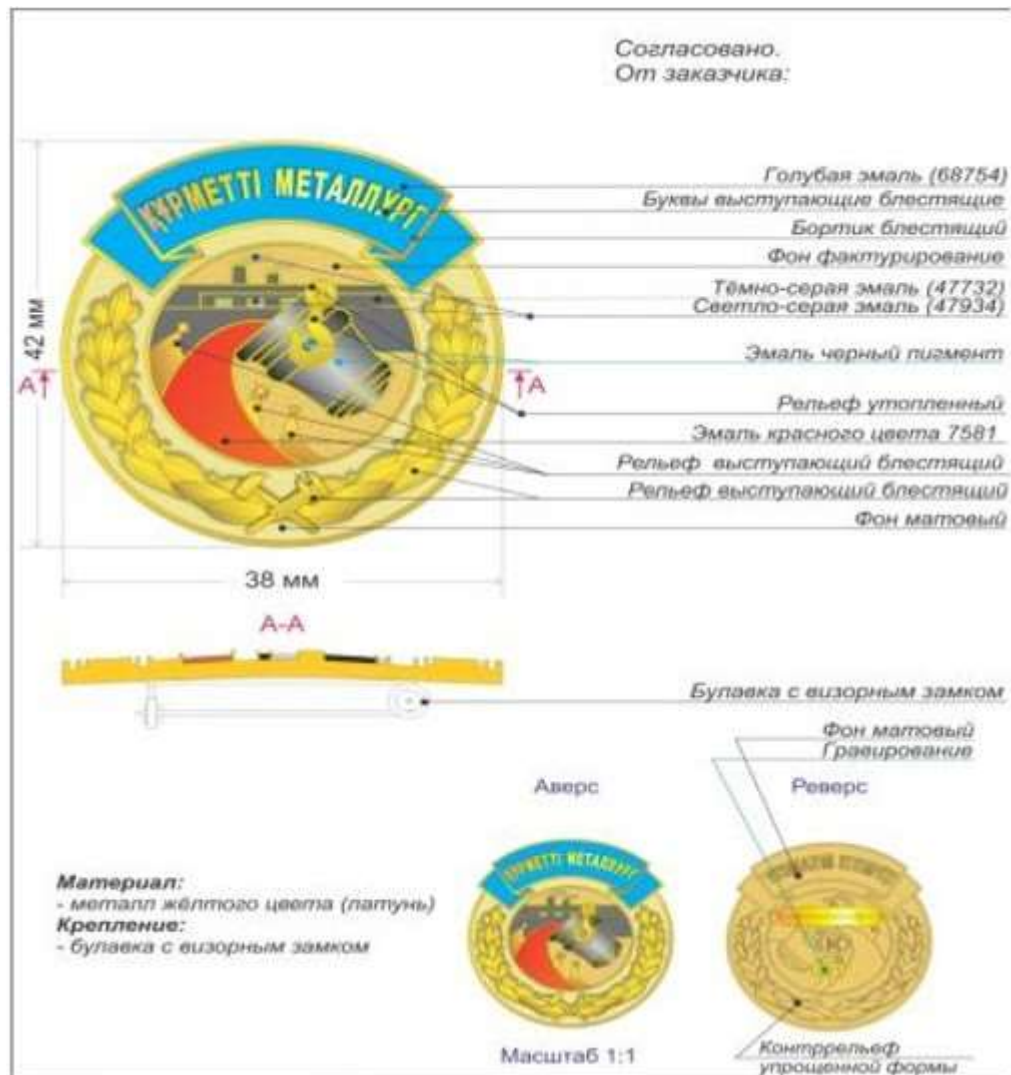 Согласовано.
От заказчика:
ҚҰРМЕТТІ МЕТАЛЛУРГ
Голубая эмаль (68754)
Буквы выступающие блестящие
Бортик блестящий
Фон фактурирование
Тёмно-серая эмаль (47732)
Светло-серая эмаль (47934)
Эмаль черный пигмент
42 мм
А
А
Рельеф утопленный
Эмаль красного цвета 7581
Рельеф выступающий блестящий
Рельеф выступающий блестящий
Фон матовый
38 мм
А-А
Булавка с визорным замком
Фон матовый
Гравирование
Аверс
Реверс
ҚҰРМЕТТІ МЕТАЛЛУРГ
Материал:
- металл жёлтого цвета (латунь)
Крепление:
- булавка с визорным замком
Масштаб 1:1
Контррельеф
упрощенной формы